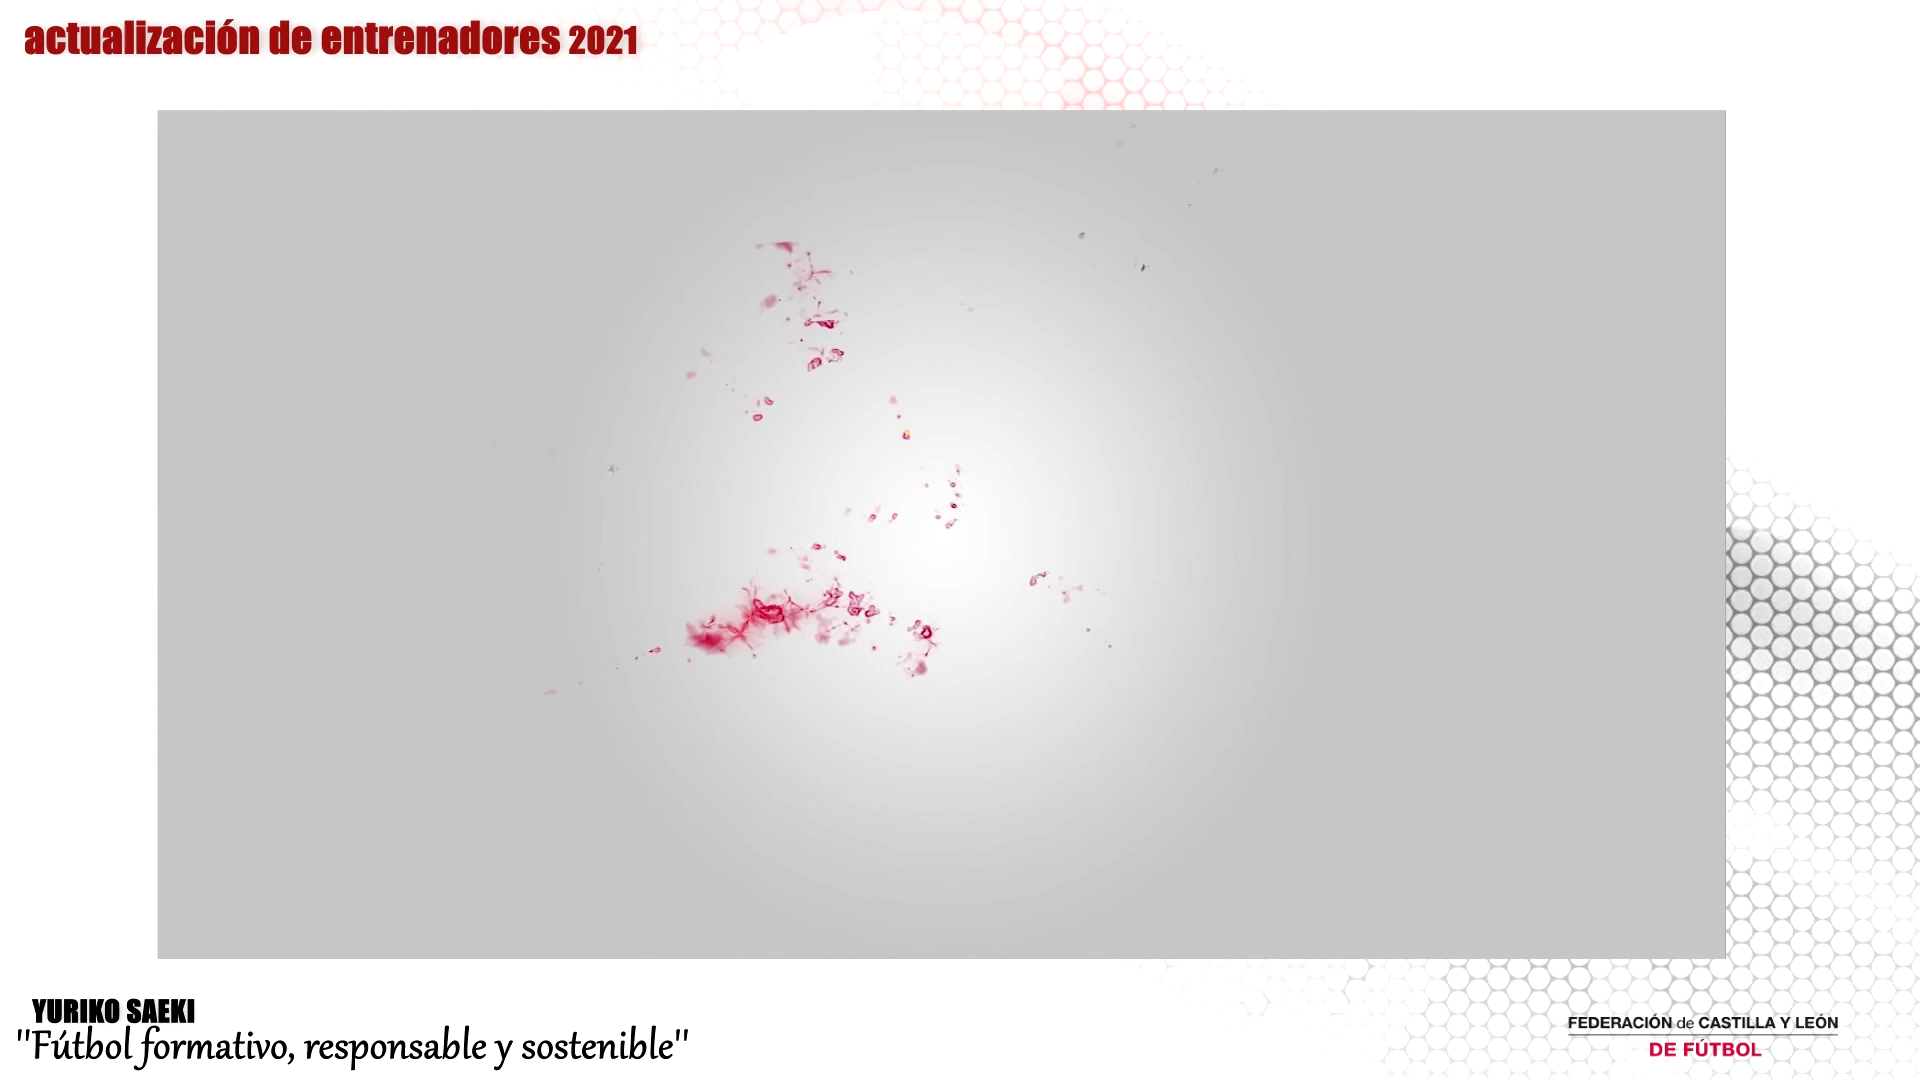 actualización de entrenadores 2021
YURIKO SAEKI
"Fútbol formativo, responsable y sostenible"
FEDERACIÓN de CASTILLA Y LEÓN
DE FÚTBOL